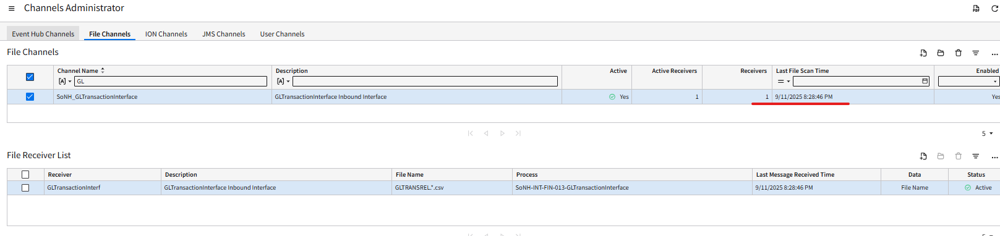 Channels Administrator
Event Hub Channels File Channels ION Channels JMS Channels User Channels
File Channels
Channel Name Description Active Active Receivers Receivers Last File Scan Time Enabled
[A] GL [A] =
SoNH_GLTransactionInterface GLTransactionInterface Inbound Interface Yes 1 1 9/11/2025 8:28:46 PM Yes
5
File Receiver List
Receiver Description File Name Process Last Message Received Time Data Status
GLTransactionInterf GLTransactionInterface Inbound Interface GLTRANSREL.*.csv SoNH-INT-FIN-013-GLTransactionInterface 9/11/2025 8:28:46 PM File Name Active